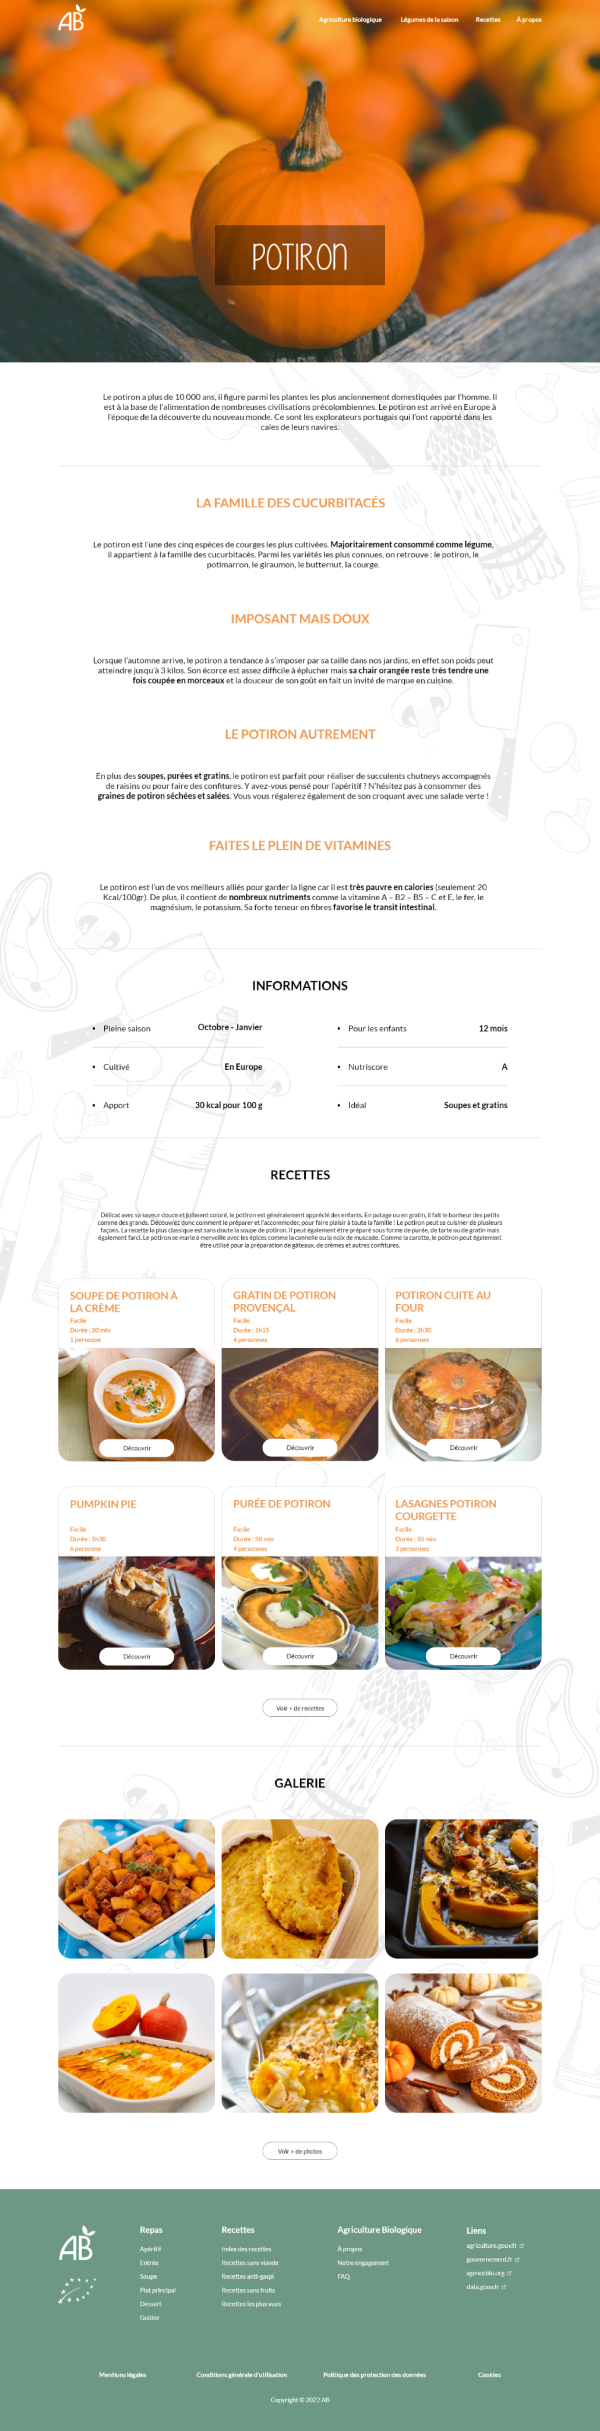 AB
Agriculture biologique
Légumes de la saison
Recettes
À propos
POTIRON
Le potiron a plus de 10 000 ans, il figure parmi les plantes les plus anciennement domestiquées par l'homme. Il
est à la base de l'alimentation de nombreuses civilisations précolombiennes. Le potiron est arrivé en Europe à
l'époque de la découverte du nouveau monde. Ce sont les explorateurs portugais qui l'ont rapporté dans les
cales de leurs navires.
LA FAMILLE DES CUCURBITACÉS
Le potiron est l'une des cinq espèces de courges les plus cultivées. Majoritairement consommé comme légume,
il appartient à la famille des cucurbitacés. Parmi les variétés les plus connues, on retrouve : le potiron, le
potimarron, le giraumon, le butternut, la courge.
IMPOSANT MAIS DOUX
Lorsque l'automne arrive, le potiron a tendance à s'imposer par sa taille dans nos jardins, en effet son poids peut
atteindre jusqu'à 3 kilos. Son écorce est assez difficile à éplucher mais sa chair orangée reste très tendre une
fois coupée en morceaux et la douceur de son goût en fait un invité de marque en cuisine.
LE POTIRON AUTREMENT
En plus des soupes, purées et gratins, le potiron est parfait pour réaliser de succulents chutneys accompagnés
de raisins ou pour faire des confitures. Y avez-vous pensé pour l'apéritif ? N'hésitez pas à consommer des
graines de potiron séchées et salées. Vous vous régalerez également de son croquant avec une salade verte !
FAITES LE PLEIN DE VITAMINES
Le potiron est l'un de vos meilleurs alliés pour garder la ligne car il est très pauvre en calories (seulement 20
Kcal/100gr). De plus, il contient de nombreux nutriments comme la vitamine A – B2 – B5 – C et E, le fer, le
magnésium, le potassium. Sa forte teneur en fibres favorise le transit intestinal.
INFORMATIONS
• Pleine saison Octobre - Janvier
• Pour les enfants 12 mois
• Cultivé En Europe
• Nutriscore A
• Apport 30 kcal pour 100 g
• Idéal Soupes et gratins
RECETTES
Délicat avec sa saveur douce et joliment coloré, le potiron est généralement apprécié des enfants. En potage ou en gratin, il fait le bonheur des petits
comme des grands. Découvrez donc comment le préparer et l'accommoder, pour faire plaisir à toute la famille ! Le potiron peut se cuisiner de plusieurs
façons. La recette la plus classique est sans doute la soupe de potiron. Il peut également être préparé sous forme de purée, de tarte ou de gratin mais
également farci. Le potiron se marie à merveille avec les épices comme la cannelle ou la noix de muscade. Comme la carotte, le potiron peut également
être utilisé pour la préparation de gâteaux, de crèmes et autres confitures.
SOUPE DE POTIRON À
LA CRÈME
Facile
Durée : 20 min
1 personne
Découvrir
GRATIN DE POTIRON
PROVENÇAL
Facile
Durée : 1h15
4 personnes
Découvrir
POTIRON CUITE AU
FOUR
Facile
Durée : 2h30
6 personnes
Découvrir
PUMPKIN PIE
Facile
Durée : 1h30
6 personne
Découvrir
PURÉE DE POTIRON
Facile
Durée : 50 min
4 personnes
Découvrir
LASAGNES POTIRON
COURGETTE
Facile
Durée : 50 min
3 personnes
Découvrir
Voir + de recettes
GALERIE
Voir + de photos
AB
Repas
Apéritif
Entrée
Soupe
Plat principal
Dessert
Goûter
Recettes
Index des recettes
Recettes sans viande
Recettes anti-gaspi
Recettes sans fruits
Recettes les plus vues
Agriculture Biologique
À propos
Notre engagement
FAQ
Liens
agriculture.gouv.fr
gouvernement.fr
agencebio.org
data.gouv.fr
Mentions légales
Conditions générale d'utilisation
Politique des protection des données
Cookies
Copyright © 2022 AB